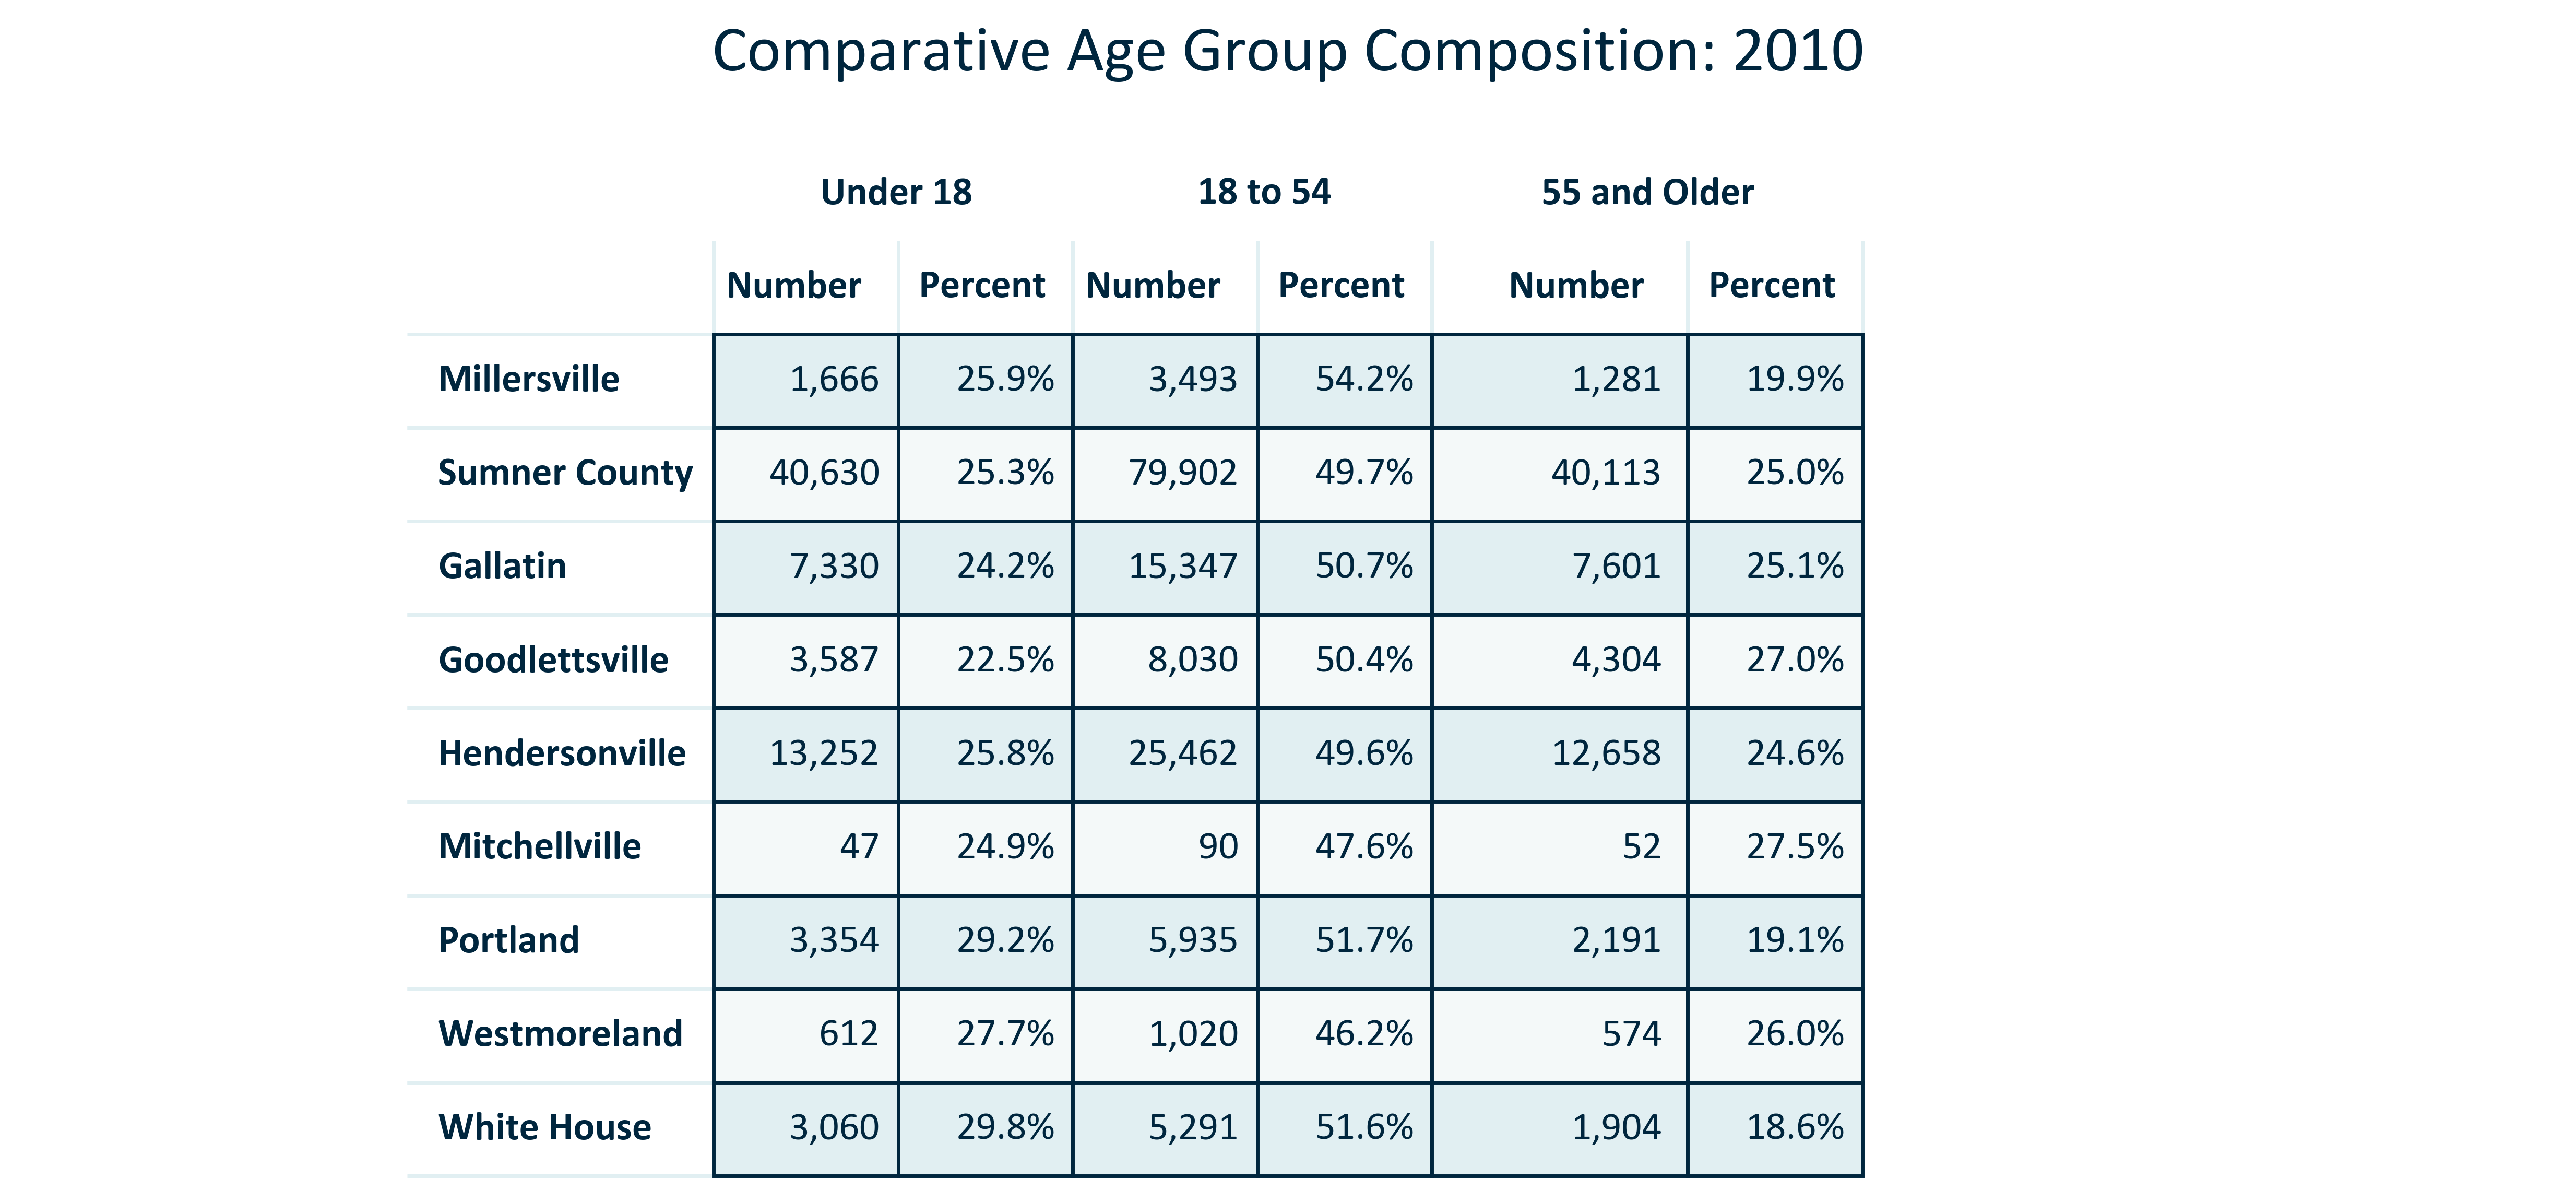 Comparative Age Group Composition: 2010
Under 18 18 to 54 55 and Older
Number Percent Number Percent Number Percent
Millersville 1,666 25.9% 3,493 54.2% 1,281 19.9%
Sumner County 40,630 25.3% 79,902 49.7% 40,113 25.0%
Gallatin 7,330 24.2% 15,347 50.7% 7,601 25.1%
Goodlettsville 3,587 22.5% 8,030 50.4% 4,304 27.0%
Hendersonville 13,252 25.8% 25,462 49.6% 12,658 24.6%
Mitchellville 47 24.9% 90 47.6% 52 27.5%
Portland 3,354 29.2% 5,935 51.7% 2,191 19.1%
Westmoreland 612 27.7% 1,020 46.2% 574 26.0%
White House 3,060 29.8% 5,291 51.6% 1,904 18.6%